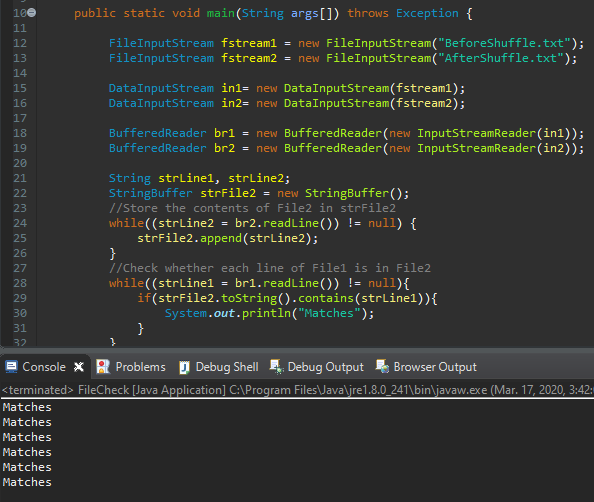 10 public static void main(String args[]) throws Exception {
11
12 FileInputStream fstream1 = new FileInputStream("BeforeShuffle.txt");
13 FileInputStream fstream2 = new FileInputStream("AfterShuffle.txt");
14
15 DataInputStream in1= new DataInputStream(fstream1);
16 DataInputStream in2= new DataInputStream(fstream2);
17
18 BufferedReader br1 = new BufferedReader(new InputStreamReader(in1));
19 BufferedReader br2 = new BufferedReader(new InputStreamReader(in2));
20
21 String strLine1, strLine2;
22 StringBuffer strFile2 = new StringBuffer();
23 //Store the contents of File2 in strFile2
24 while((strLine2 = br2.readLine()) != null) {
25 strFile2.append(strLine2);
26 }
27 //Check whether each line of File1 is in File2
28 while((strLine1 = br1.readLine()) != null){
29 if(strFile2.toString().contains(strLine1)){
30 System.out.println("Matches");
31 }
32 }
Console Problems Debug Shell Debug Output Browser Output
<terminated> FileCheck [Java Application] C:\Program Files\Java\jre1.8.0_241\bin\javaw.exe (Mar. 17, 2020, 3:42:
Matches
Matches
Matches
Matches
Matches
Matches